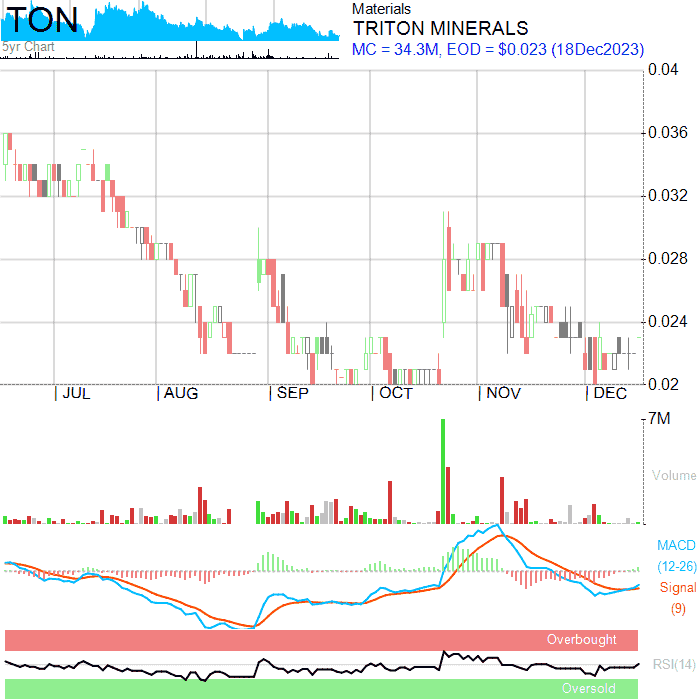 TON
5yr Chart
Materials
TRITON MINERALS
MC = 34.3M, EOD = $0.023 (18Dec2023)
0.04
0.036
0.032
0.028
0.024
0.02
JUL AUG SEP OCT NOV DEC
7M
Volume
MACD
(12-26)
Signal
(9)
Overbought
RSI(14)
Oversold